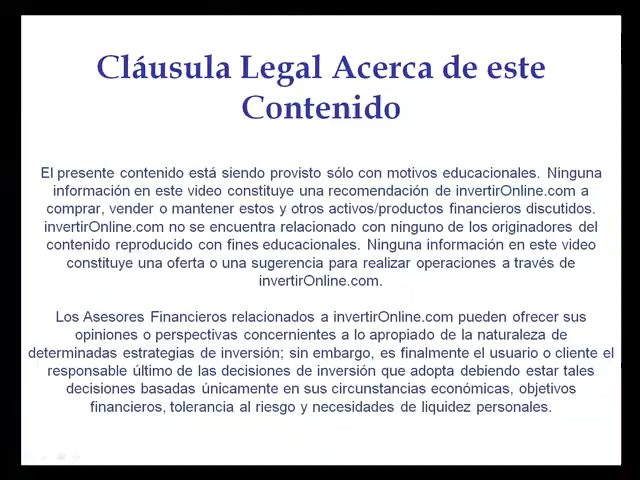 Cláusula Legal Acerca de este
Contenido
El presente contenido está siendo provisto sólo con motivos educacionales. Ninguna
información en este video constituye una recomendación de invertirOnline.com a
comprar, vender o mantener estos y otros activos/productos financieros discutidos.
invertirOnline.com no se encuentra relacionado con ninguno de los originadores del
contenido reproducido con fines educacionales. Ninguna información en este video
constituye una oferta o una sugerencia para realizar operaciones a través de
invertirOnline.com.
Los Asesores Financieros relacionados a invertirOnline.com pueden ofrecer sus
opiniones o perspectivas concernientes a lo apropiado de la naturaleza de
determinadas estrategias de inversión; sin embargo, es finalmente el usuario o cliente el
responsable último de las decisiones de inversión que adopta debiendo estar tales
decisiones basadas únicamente en sus circunstancias económicas, objetivos
financieros, tolerancia al riesgo y necesidades de liquidez personales.